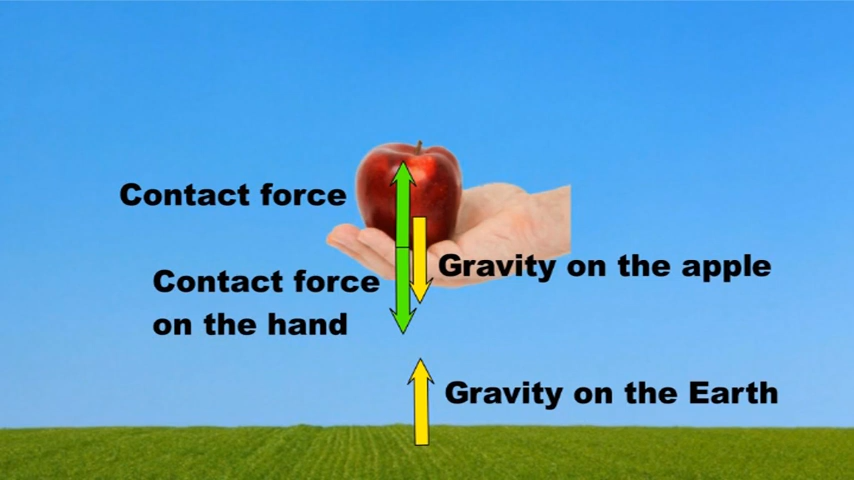 Contact force
Gravity on the apple
Contact force
on the hand
Gravity on the Earth